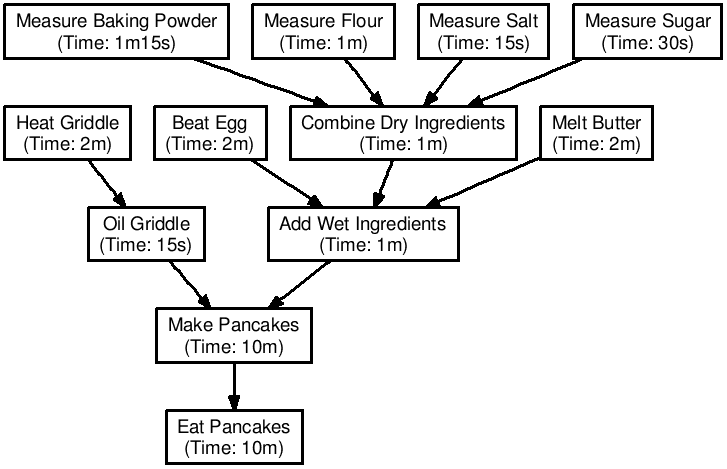 Measure Baking Powder
(Time: 1m15s)
Measure Flour
(Time: 1m)
Measure Salt
(Time: 15s)
Measure Sugar
(Time: 30s)
Heat Griddle
(Time: 2m)
Beat Egg
(Time: 2m)
Combine Dry Ingredients
(Time: 1m)
Melt Butter
(Time: 2m)
Oil Griddle
(Time: 15s)
Add Wet Ingredients
(Time: 1m)
Make Pancakes
(Time: 10m)
Eat Pancakes
(Time: 10m)